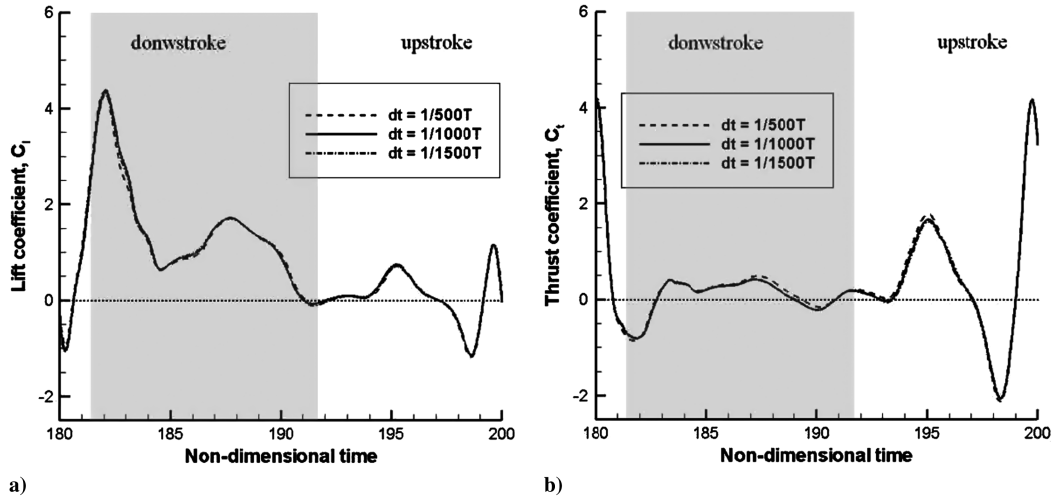 6
donwstroke
upstroke
dt = 1/500T
dt = 1/1000T
dt = 1/1500T
4
2
0
-2
Lift coefficient, Cl
180
185
190
195
200
Non-dimensional time
a)
6
donwstroke
upstroke
dt = 1/500T
dt = 1/1000T
dt = 1/1500T
4
2
0
-2
Thrust coefficient, Ct
180
185
190
195
200
Non-dimensional time
b)